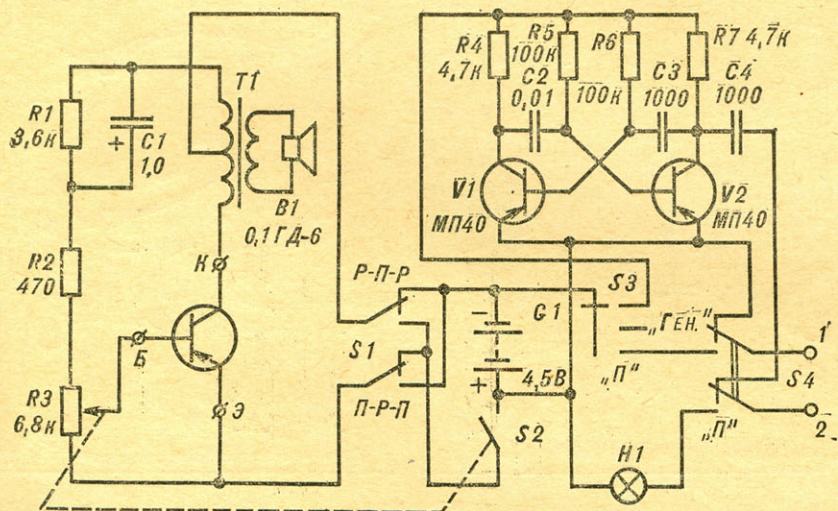 R1
3,6к
C1
1,0
+
R2
470
R3
6,8к
T1
B1
0,1 ГД-6
К
Б
Э
Р-П-Р
S1
П-Р-П
R4
4,7к
R5
100к
C2
0,01
R6
100к
C3
1000
R7 4,7к
C4
1000
V1
МП40
V2
МП40
-
G1
+
4,5В
S2
S3
„ГЕН.“
„П“
1
S4
2
„П“
H1